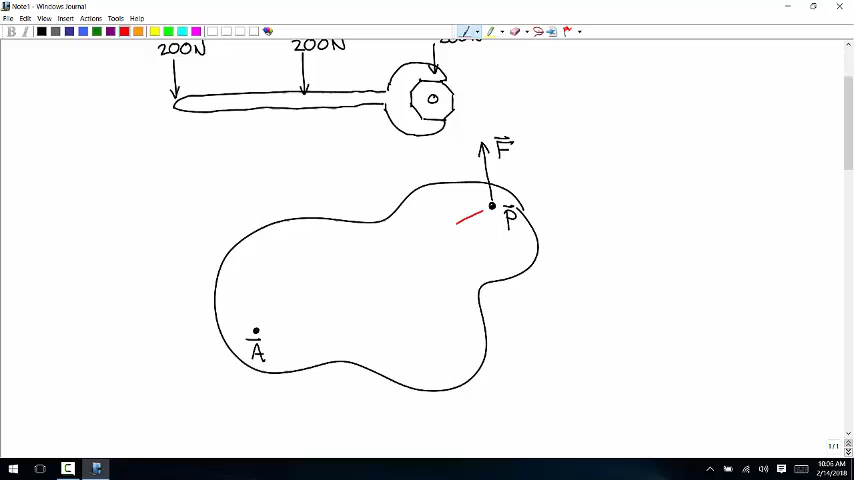 Note1 - Windows Journal
File Edit View Insert Actions Tools Help
B I
200N 200N
F
P
A
1/1
10:06 AM
2/14/2018